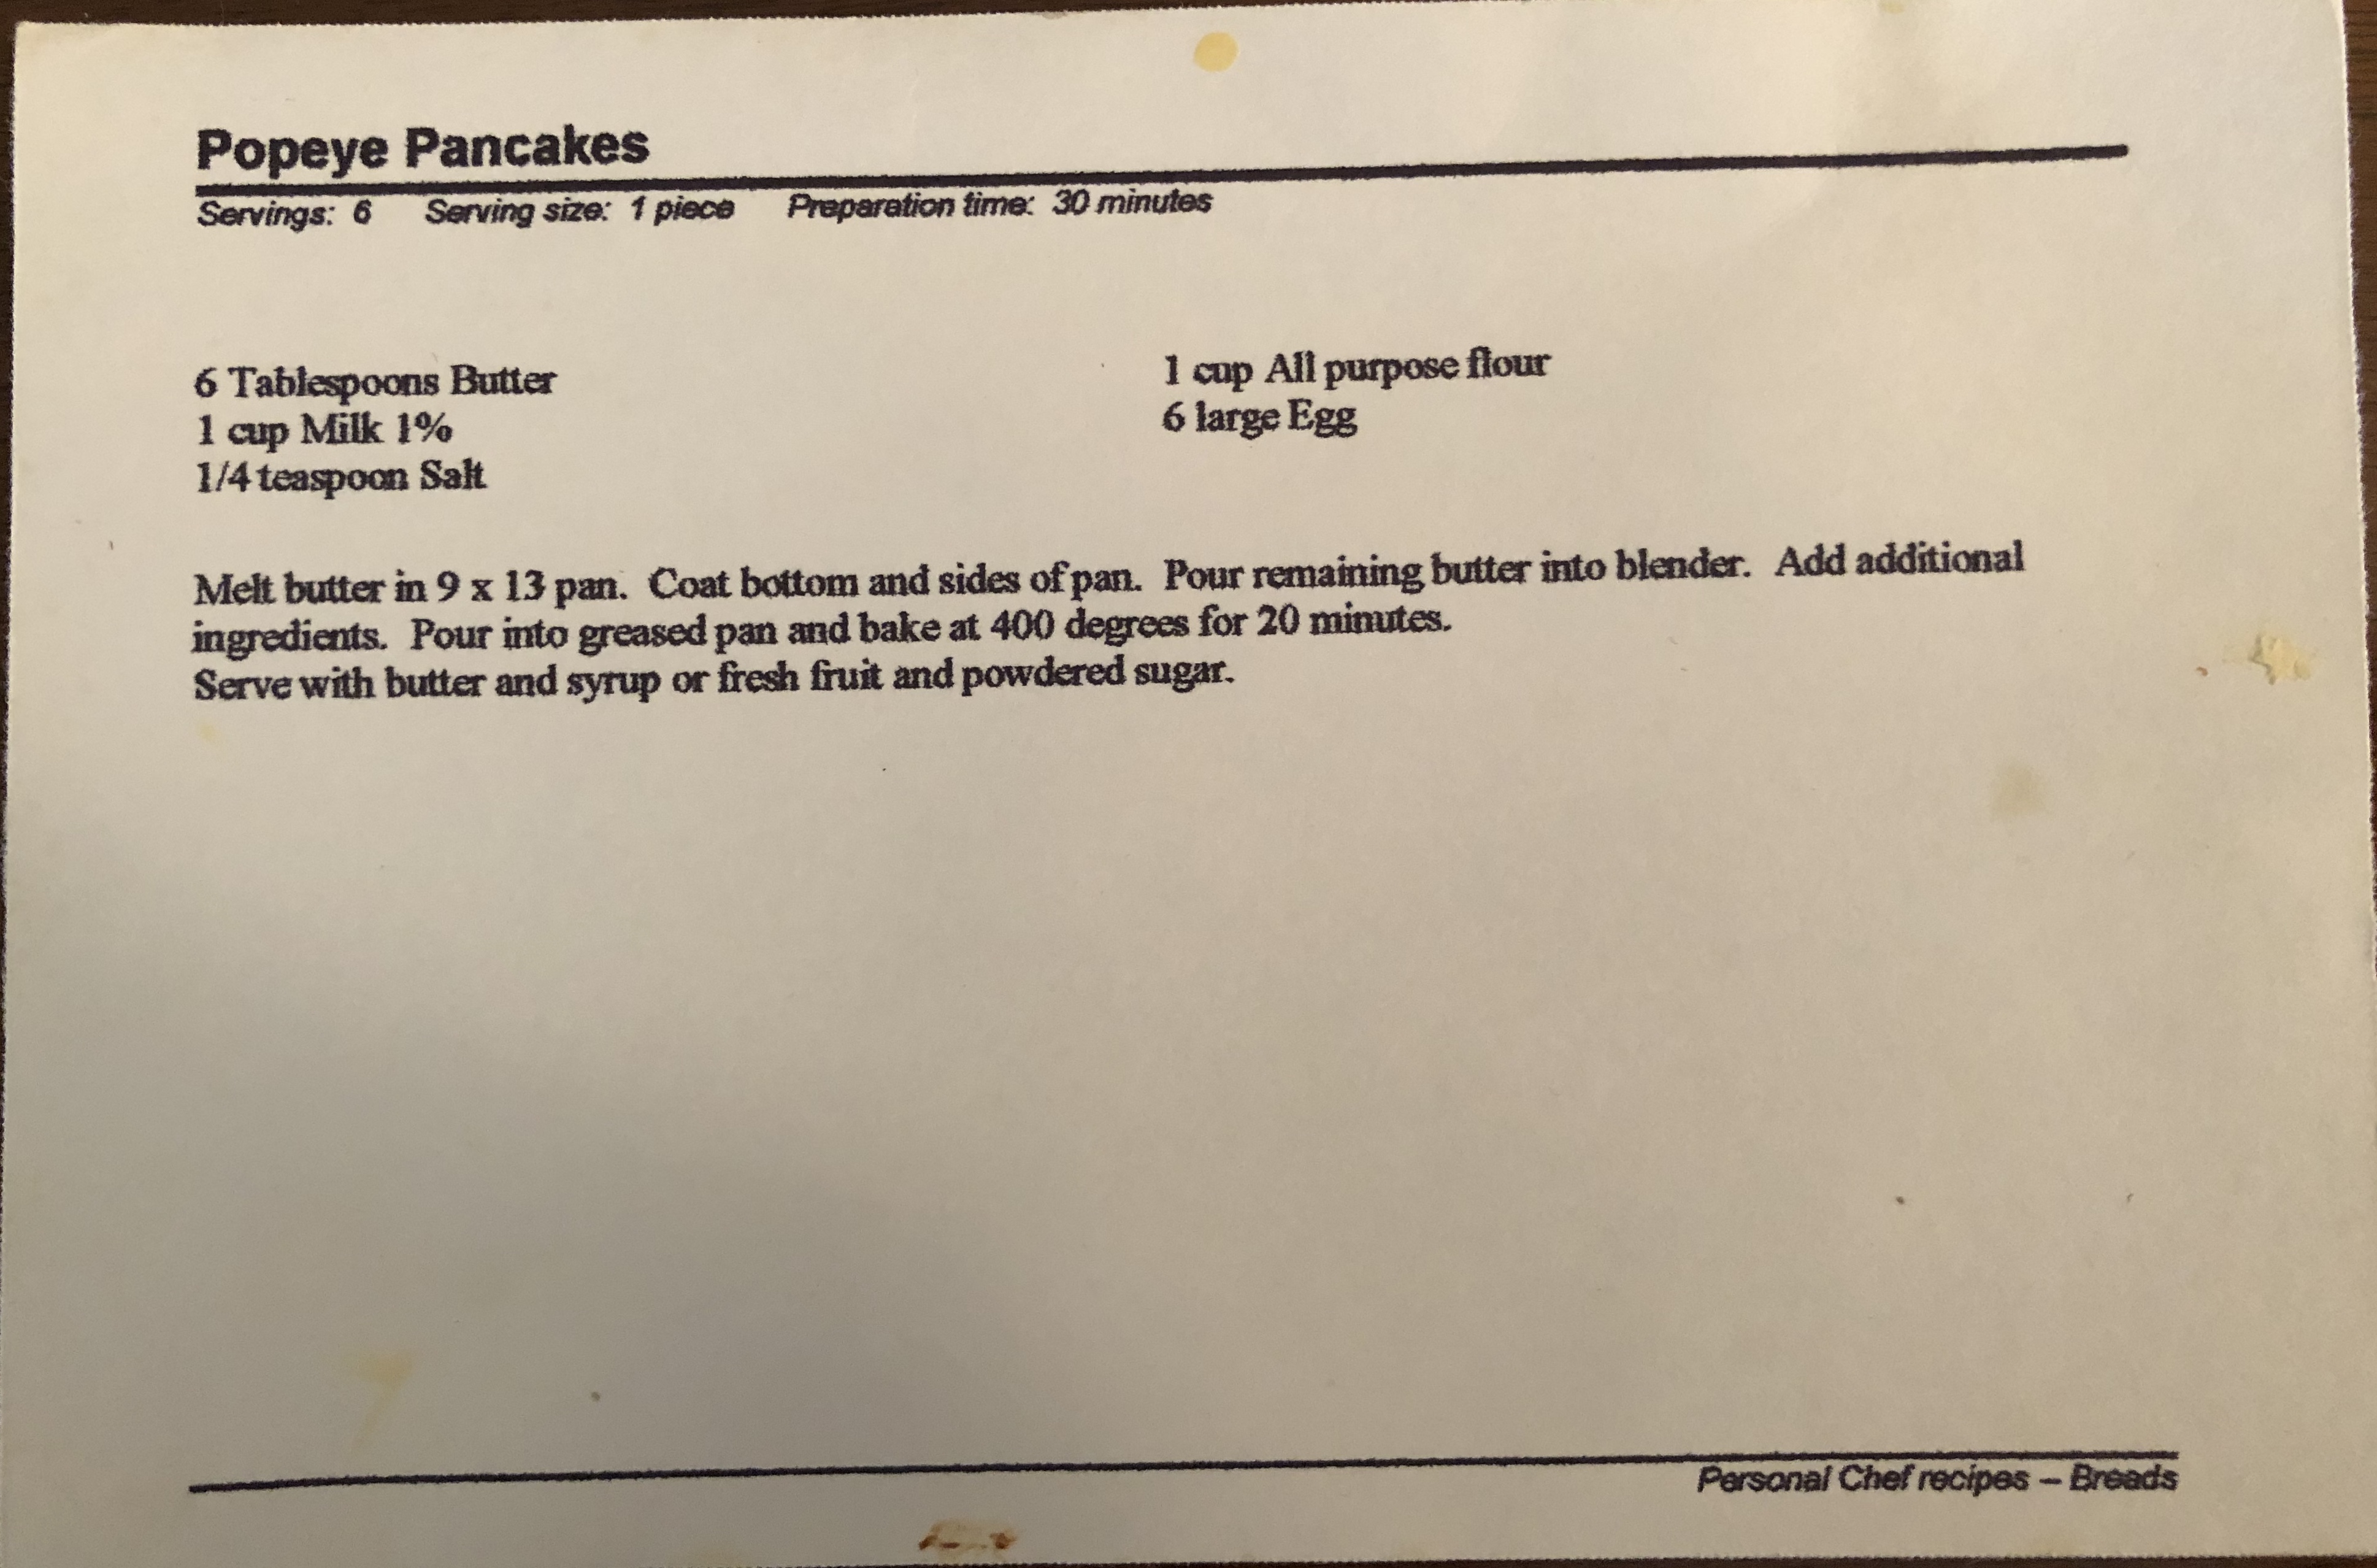 Popeye Pancakes
Servings: 6 Serving size: 1 piece Preparation time: 30 minutes
6 Tablespoons Butter
1 cup Milk 1%
1/4 teaspoon Salt
1 cup All purpose flour
6 large Egg
Melt butter in 9 x 13 pan. Coat bottom and sides of pan. Pour remaining butter into blender. Add additional
ingredients. Pour into greased pan and bake at 400 degrees for 20 minutes.
Serve with butter and syrup or fresh fruit and powdered sugar.
Personal Chef recipes – Breads